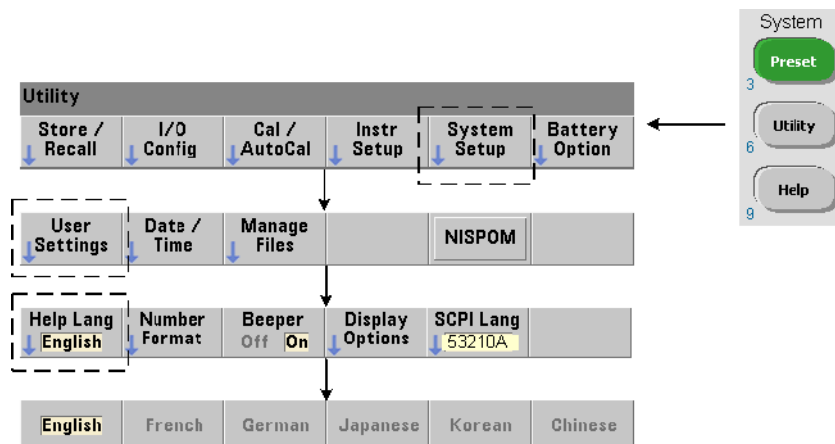 System
Preset
3
Utility
6
Help
9
Utility
Store / Recall
I/O Config
Cal / AutoCal
Instr Setup
System Setup
Battery Option
User Settings
Date / Time
Manage Files
NISPOM
Help Lang English
Number Format
Beeper Off On
Display Options
SCPI Lang 53210A
English French German Japanese Korean Chinese